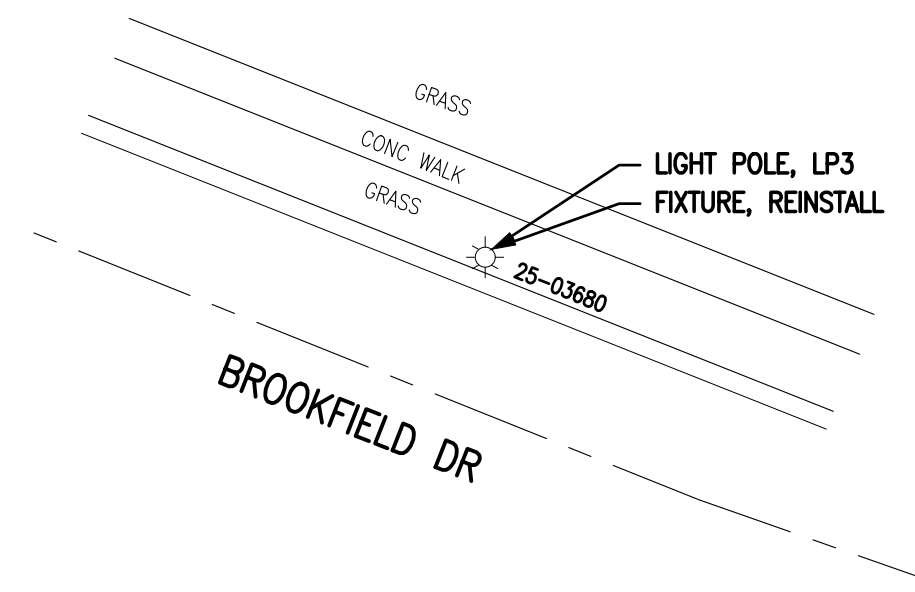 GRASS
CONC WALK
GRASS
LIGHT POLE, LP3
FIXTURE, REINSTALL
25-03680
BROOKFIELD DR